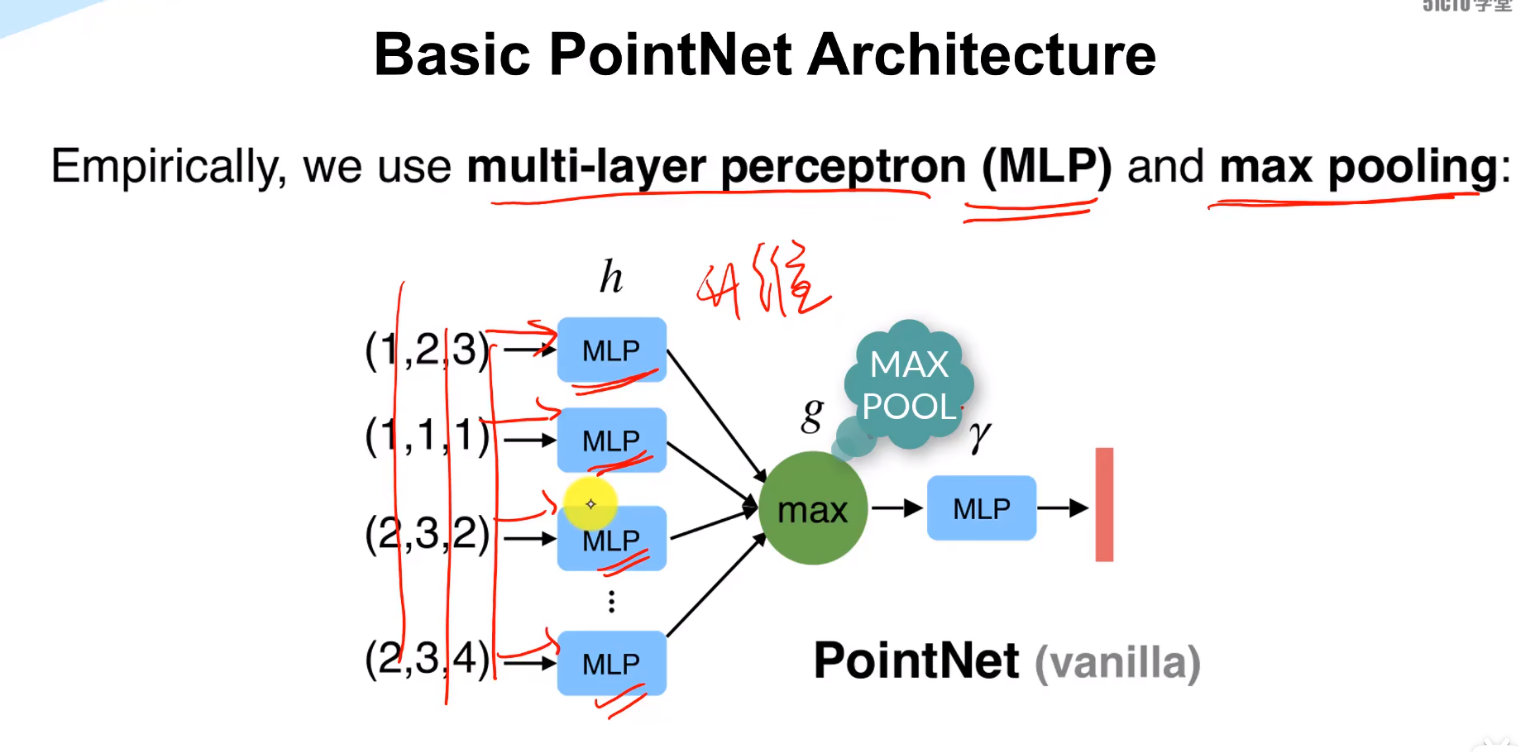 51CTO学堂
Basic PointNet Architecture
Empirically, we use multi-layer perceptron (MLP) and max pooling:
h
升维
(1,2,3) MLP
MAX
POOL
g
γ
(1,1,1) MLP
max
MLP
(2,3,2) MLP
⋮
(2,3,4) MLP
PointNet (vanilla)